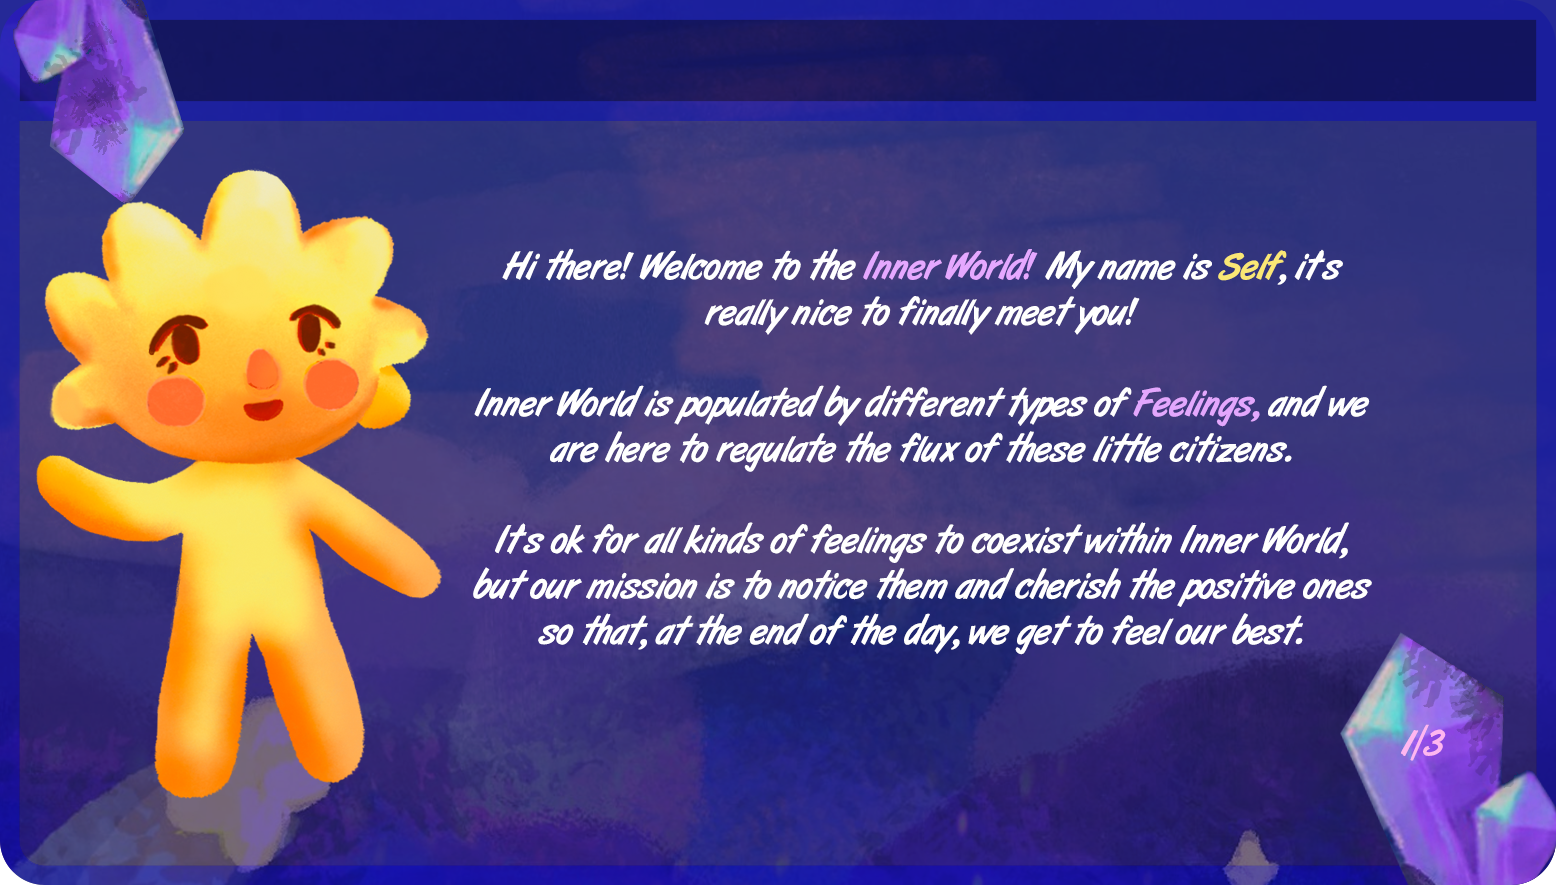 Hi there! Welcome to the Inner World! My name is Self, it's
really nice to finally meet you!
Inner World is populated by different types of Feelings, and we
are here to regulate the flux of these little citizens.
It's ok for all kinds of feelings to coexist within Inner World,
but our mission is to notice them and cherish the positive ones
so that, at the end of the day, we get to feel our best.
1/3